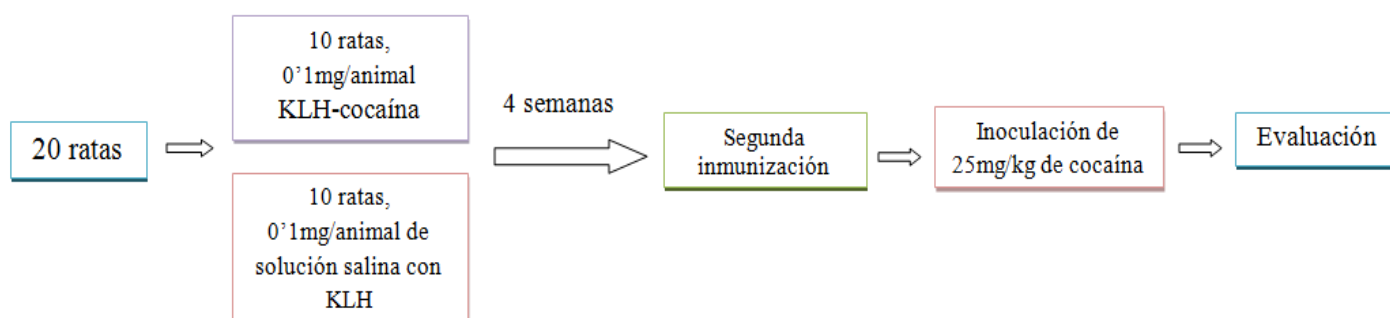 20 ratas
10 ratas,
0’1mg/animal
KLH-cocaína
10 ratas,
0’1mg/animal de
solución salina con
KLH
4 semanas
Segunda
inmunización
Inoculación de
25mg/kg de cocaína
Evaluación